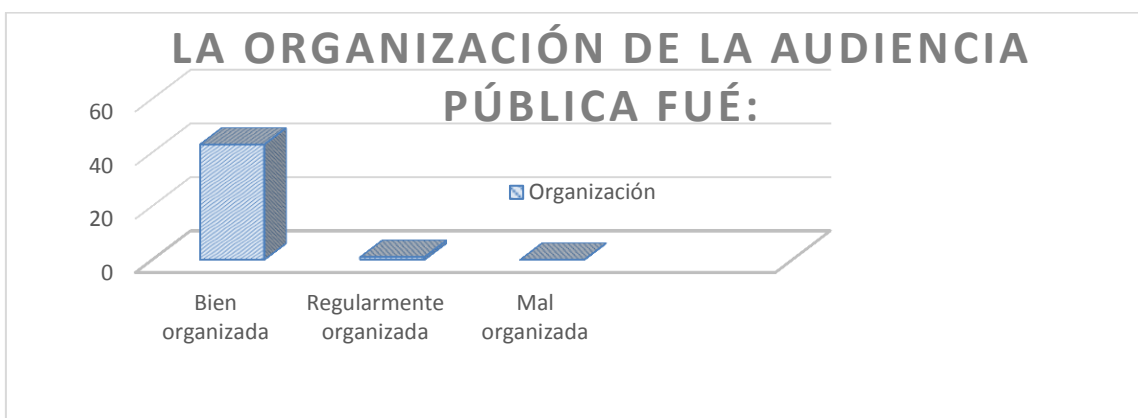 LA ORGANIZACIÓN DE LA AUDIENCIA
PÚBLICA FUÉ:
60
40
20
0
Organización
Bien
organizada
Regularmente
organizada
Mal
organizada